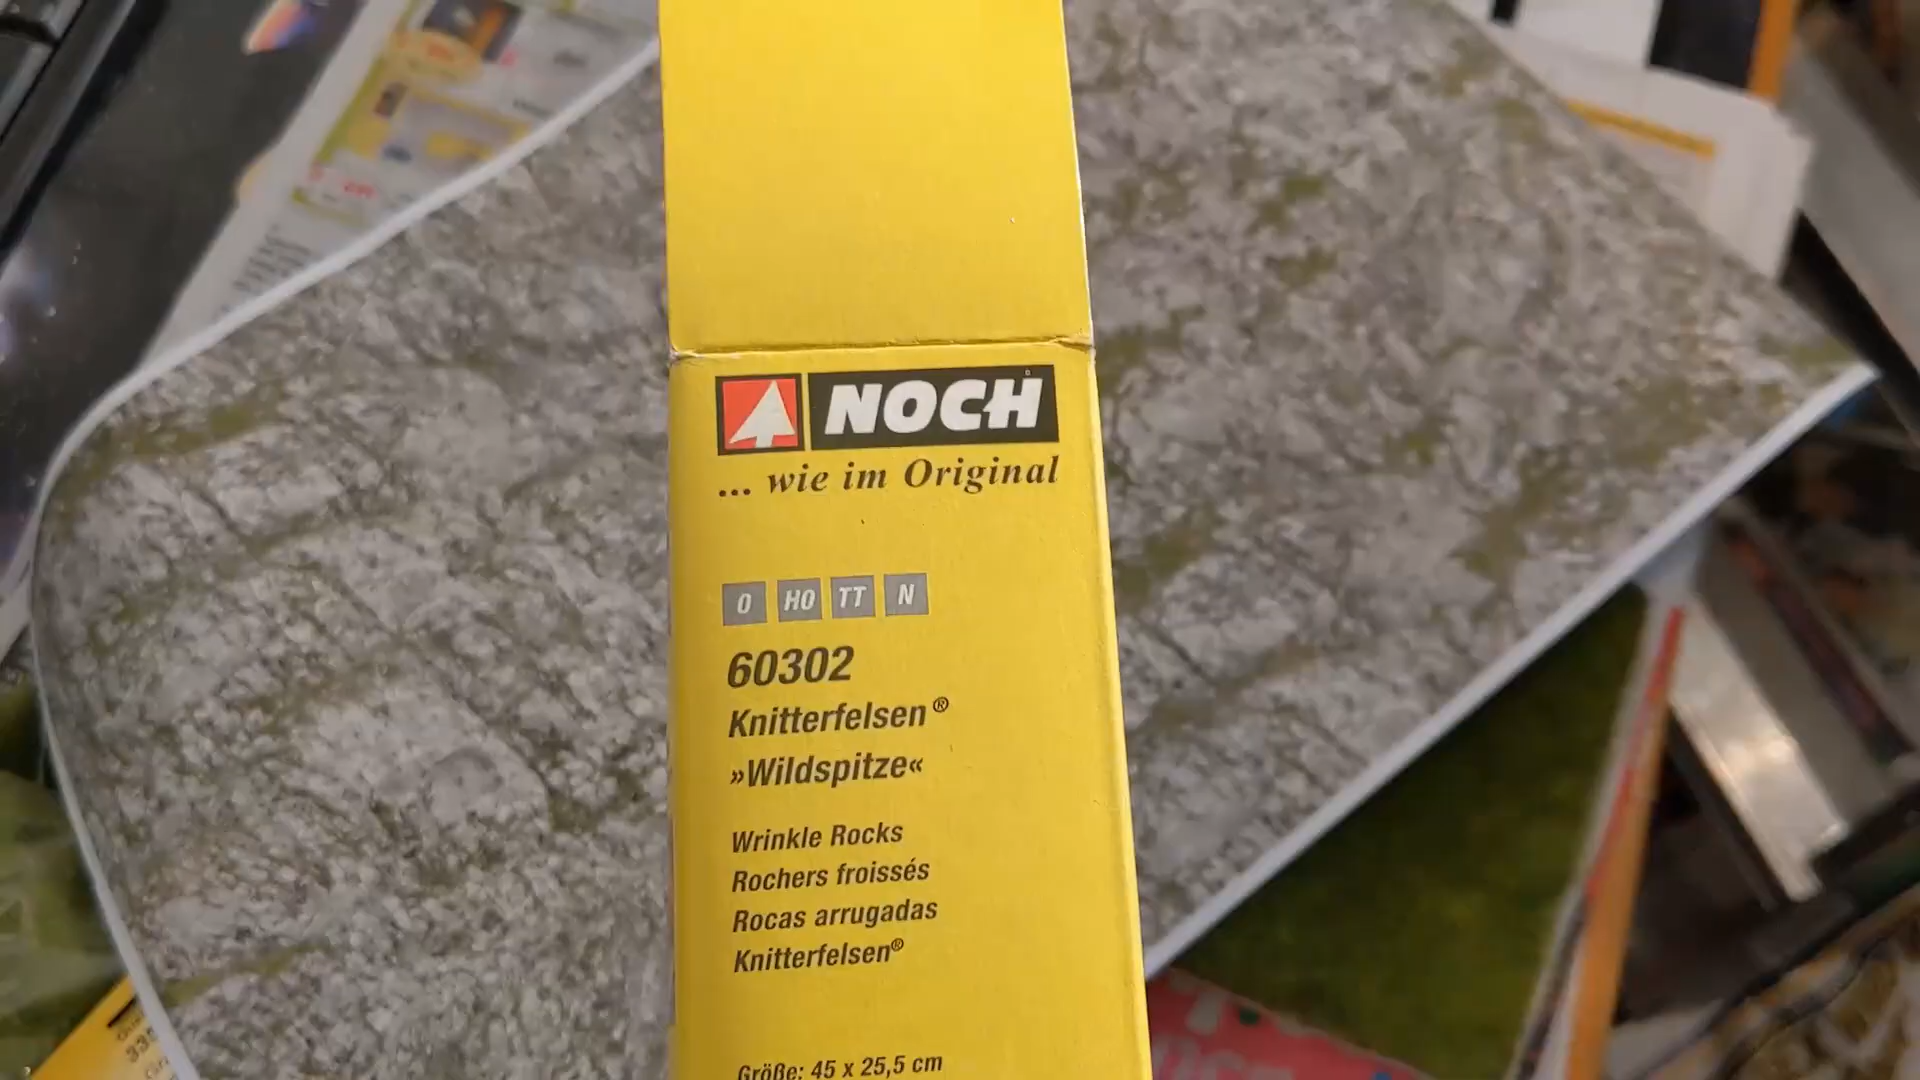 NOCH
... wie im Original
0 H0 TT N
60302
Knitterfelsen®
»Wildspitze«
Wrinkle Rocks
Rochers froissés
Rocas arrugadas
Knitterfelsen®
Größe: 45 x 25,5 cm